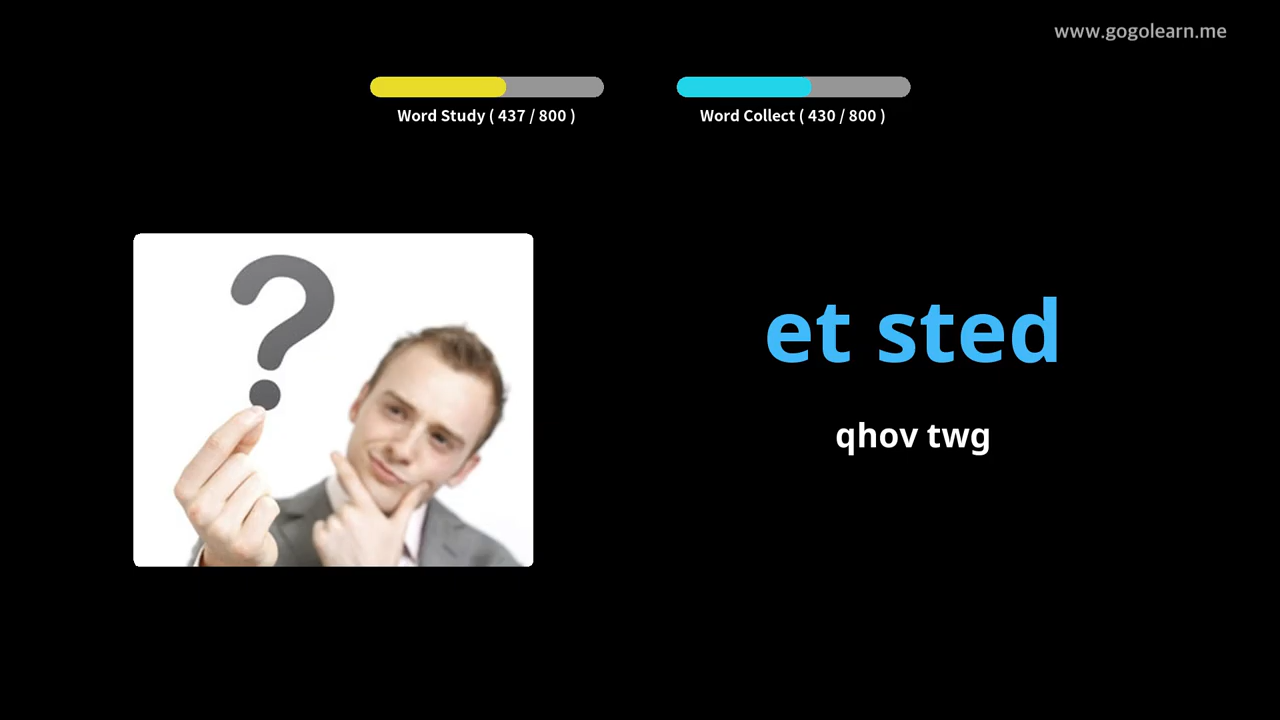 www.gogolearn.me
Word Study ( 437 / 800 )
Word Collect ( 430 / 800 )
?
et sted
qhov twg